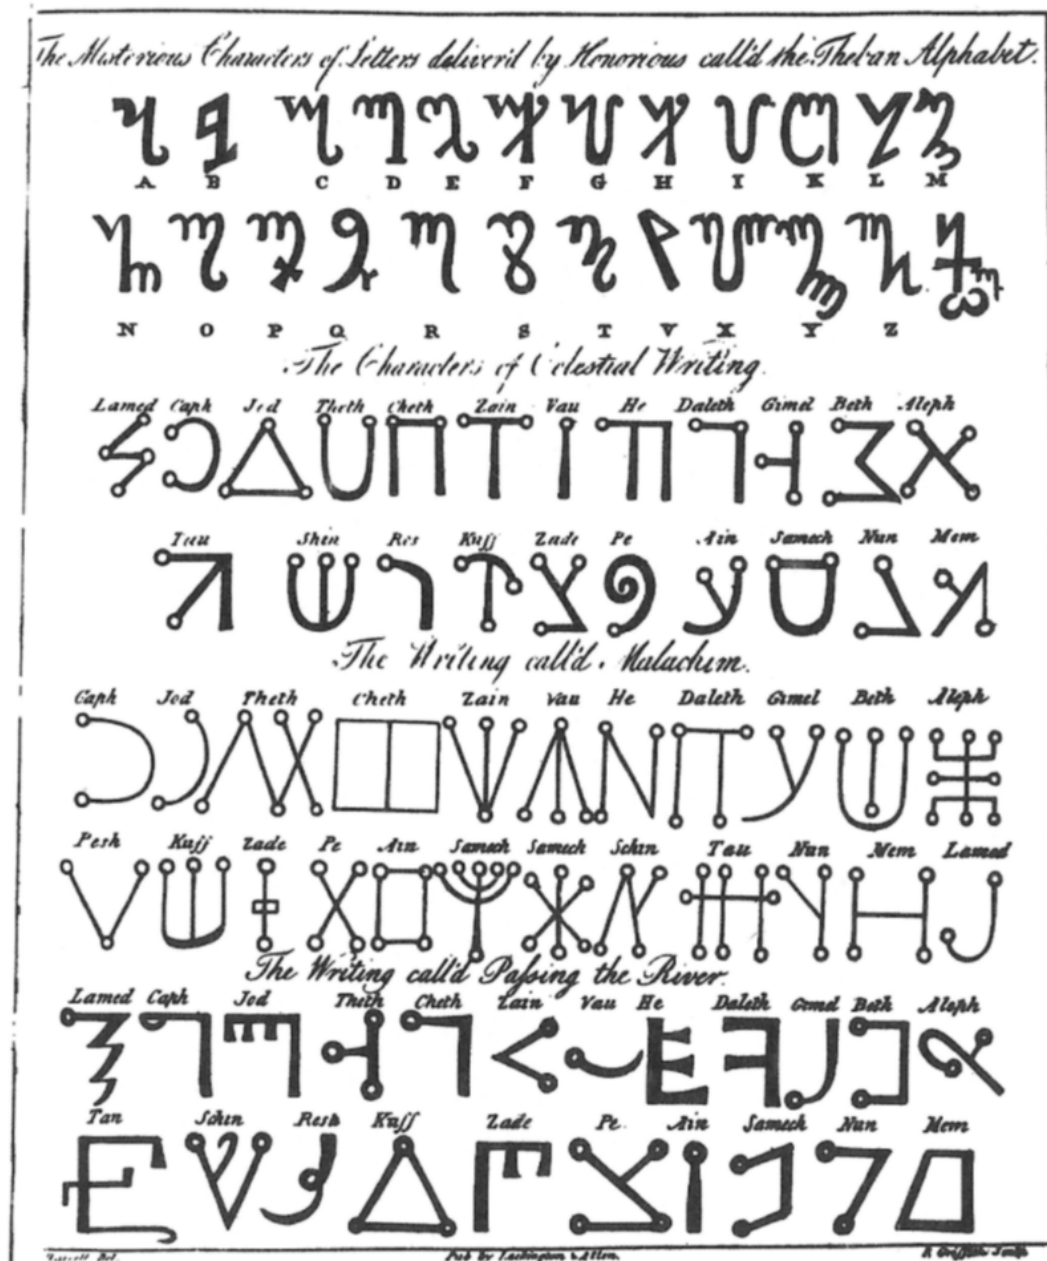 The Misterious Characters of Letters deliver'd by Honorious call'd the Theban Alphabet.
A B C D E F G H I K L M
N O P Q R S T V X Y Z
The Characters of Celestial Writing.
Lamed Caph Jod Theth Cheth Zain Vau He Daleth Gimel Beth Aleph
Tau Shin Res Kuff Zade Pe Ain Samech Nun Mem
The Writing call'd Malachim.
Caph Jod Theth Cheth Zain Vau He Daleth Gimel Beth Aleph
Pesh Kuff Zade Pe Ain Samech Samech Schin Tau Nun Mem Lamed
The Writing call'd Paſsing the River.
Lamed Caph Jod Theth Cheth Zain Vau He Daleth Gimel Beth Aleph
Tau Schin Resh Kuff Zade Pe. Ain Samech Nun Mem
Del. Pub by Lackington & Allen. R Griffith Sculp